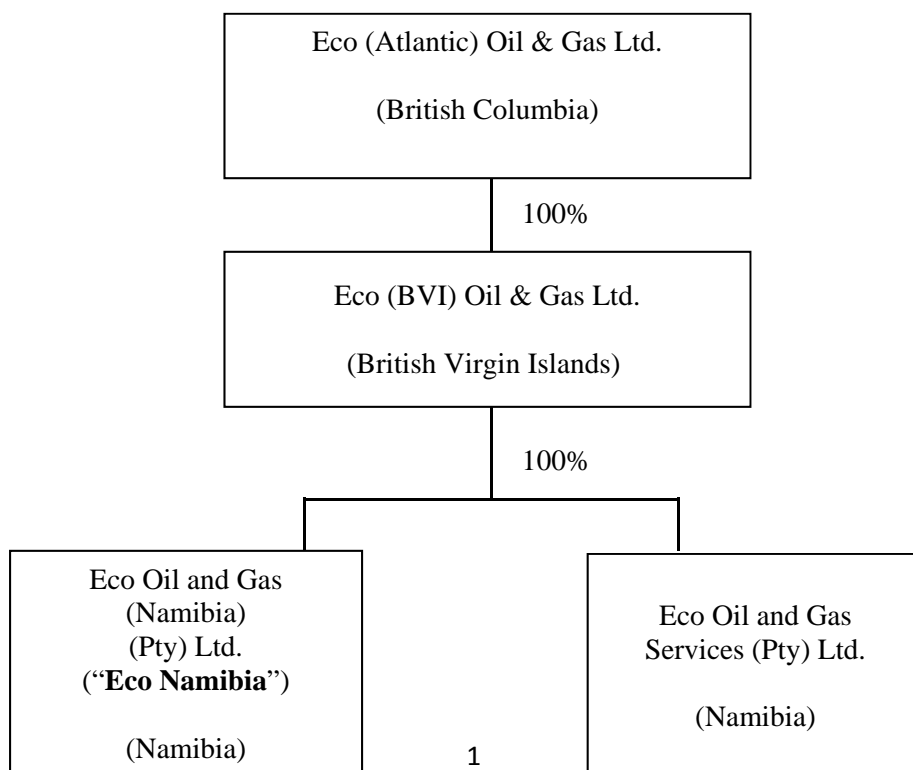 Eco (Atlantic) Oil & Gas Ltd.
(British Columbia)
100%
Eco (BVI) Oil & Gas Ltd.
(British Virgin Islands)
100%
Eco Oil and Gas
(Namibia)
(Pty) Ltd.
(“Eco Namibia”)
(Namibia)
Eco Oil and Gas
Services (Pty) Ltd.
(Namibia)
1